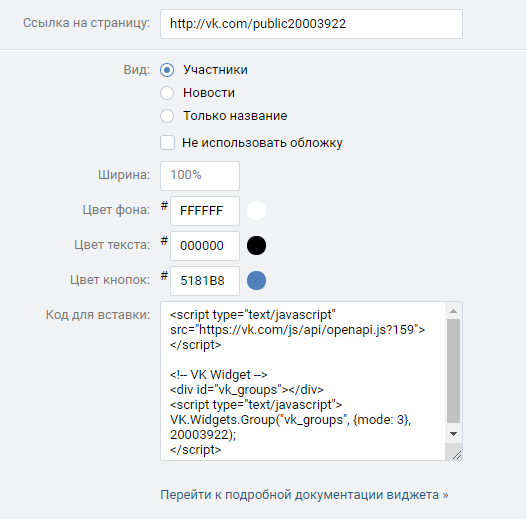 Ссылка на страницу: http://vk.com/public20003922
Вид: Участники
Новости
Только название
Не использовать обложку
Ширина: 100%
Цвет фона: # FFFFFF
Цвет текста: # 000000
Цвет кнопок: # 5181B8
Код для вставки: <script type="text/javascript"
src="https://vk.com/js/api/openapi.js?159">
</script>
<!-- VK Widget -->
<div id="vk_groups"></div>
<script type="text/javascript">
VK.Widgets.Group("vk_groups", {mode: 3},
20003922);
</script>
Перейти к подробной документации виджета »